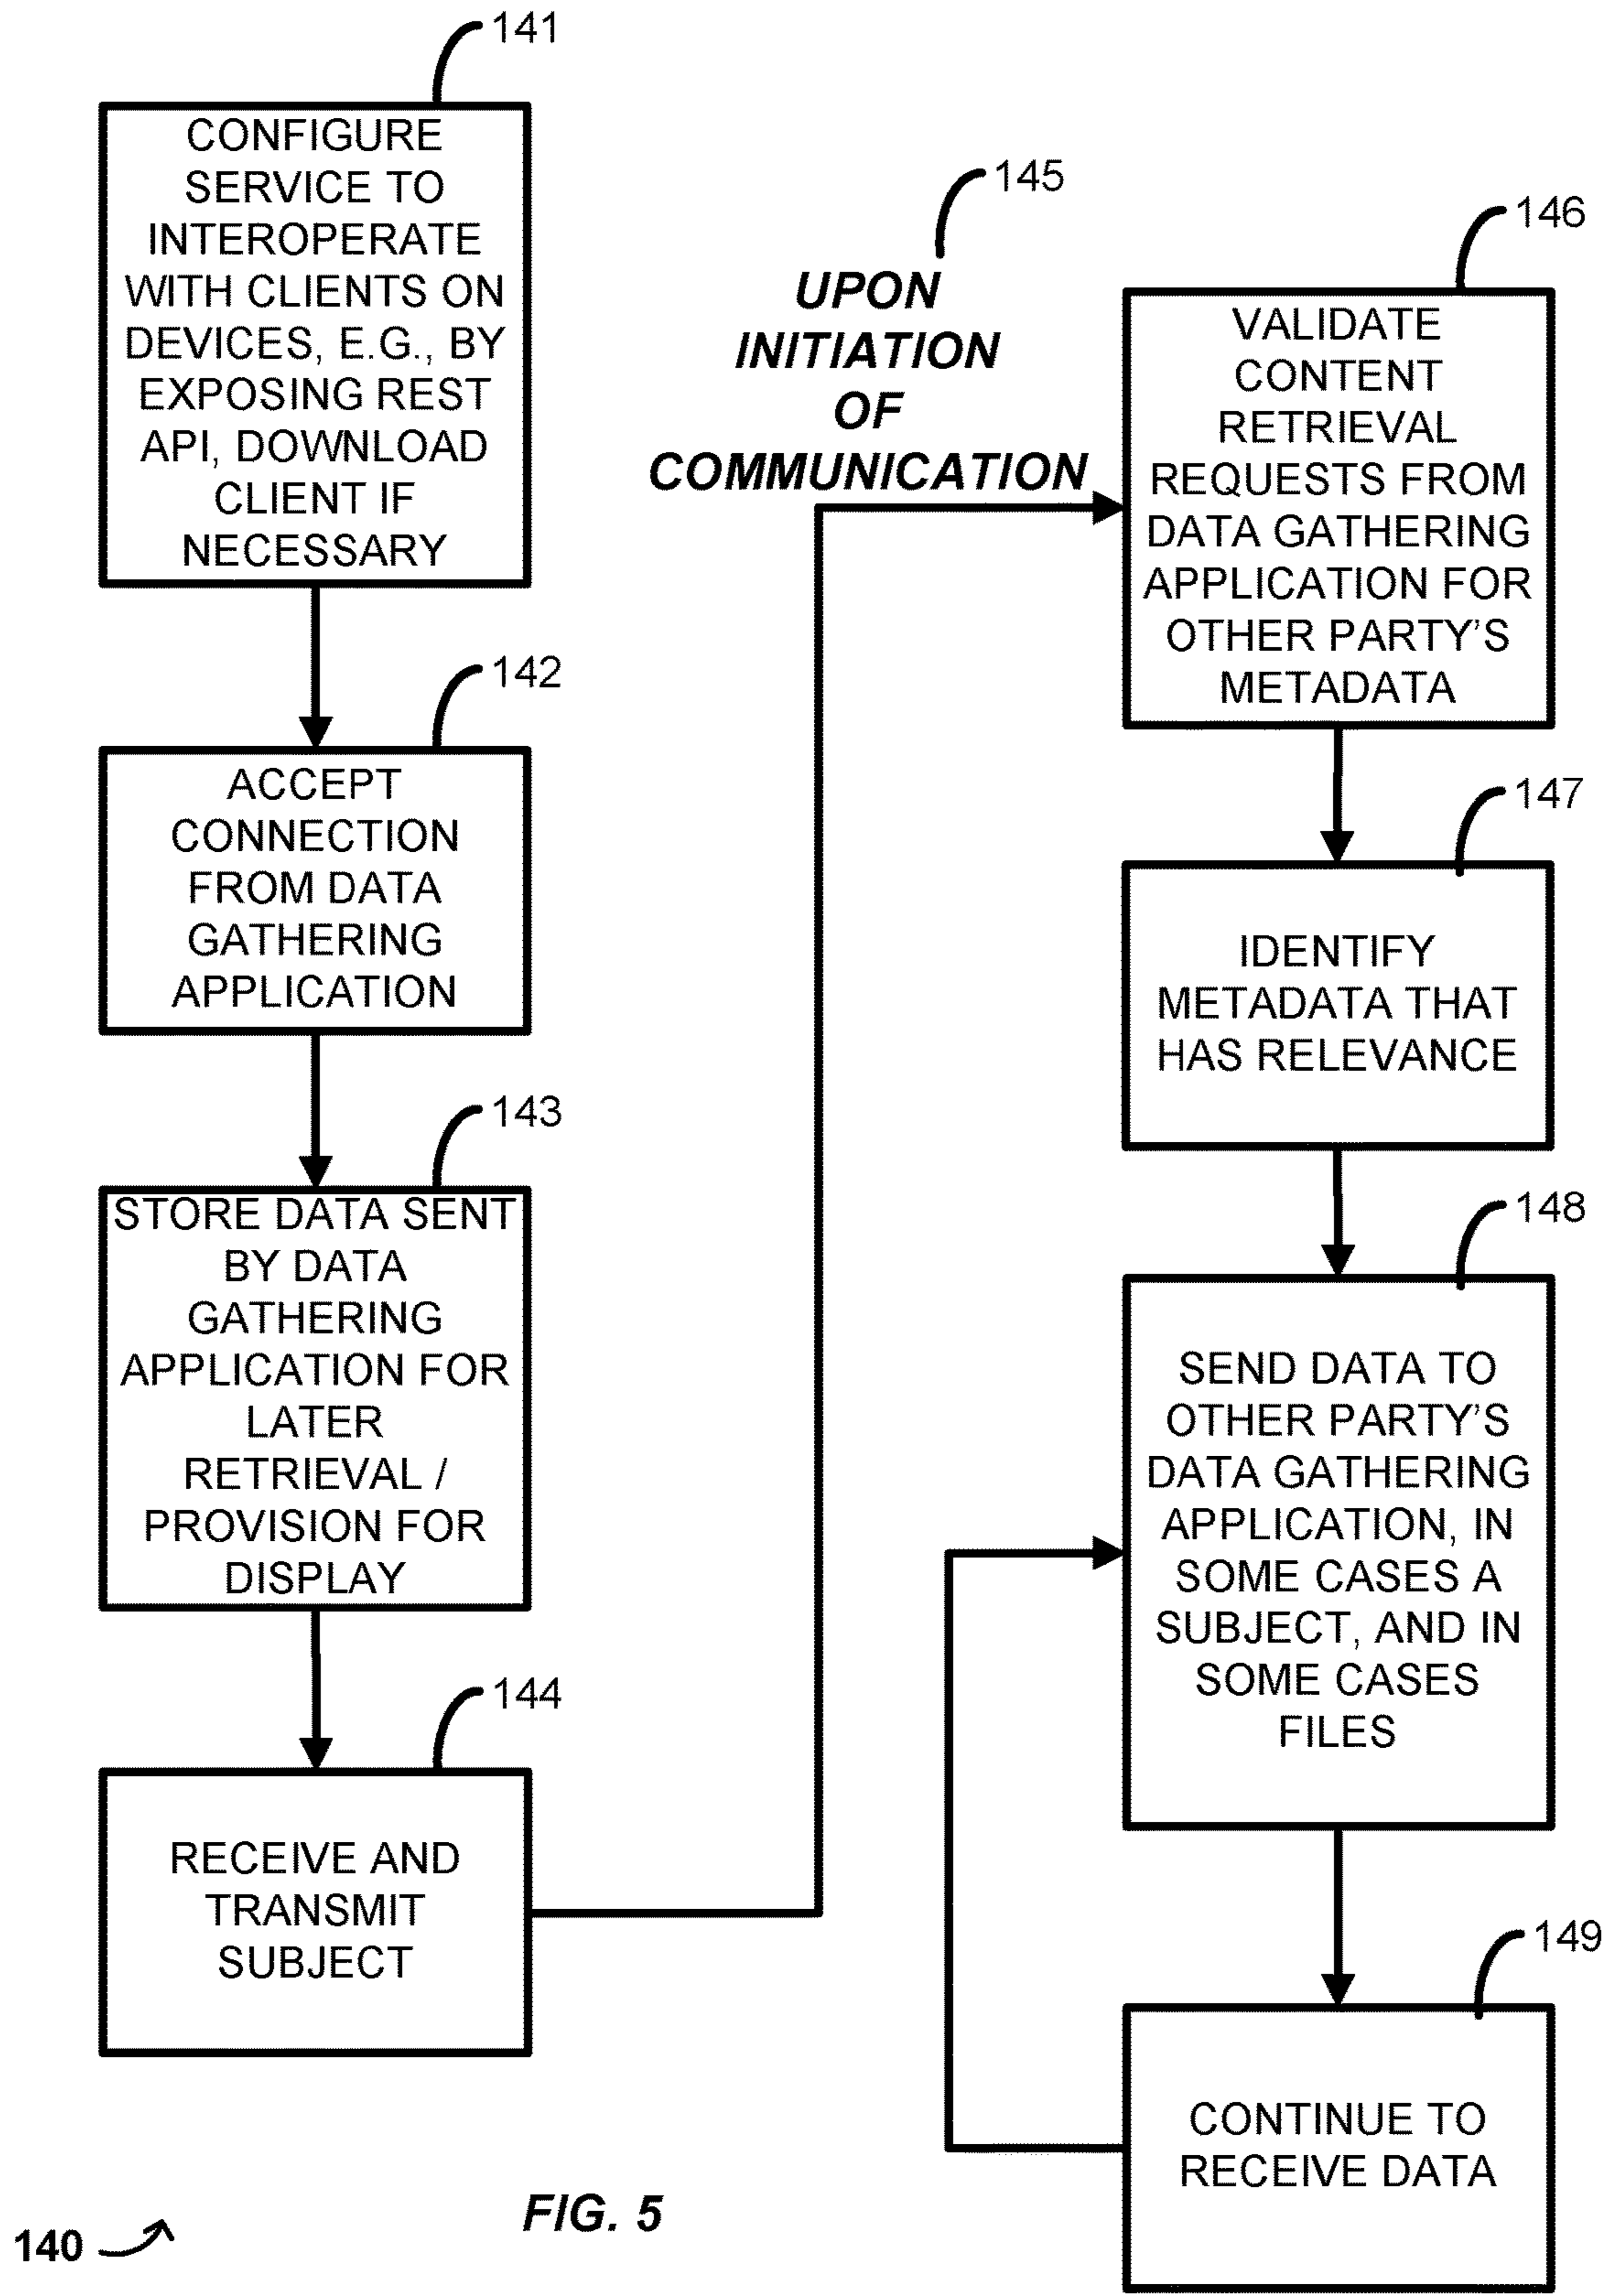 141
CONFIGURE
SERVICE TO
INTEROPERATE
WITH CLIENTS ON
DEVICES, E.G., BY
EXPOSING REST
API, DOWNLOAD
CLIENT IF
NECESSARY
142
ACCEPT
CONNECTION
FROM DATA
GATHERING
APPLICATION
143
STORE DATA SENT
BY DATA
GATHERING
APPLICATION FOR
LATER
RETRIEVAL /
PROVISION FOR
DISPLAY
144
RECEIVE AND
TRANSMIT
SUBJECT
145
UPON
INITIATION
OF
COMMUNICATION
146
VALIDATE
CONTENT
RETRIEVAL
REQUESTS FROM
DATA GATHERING
APPLICATION FOR
OTHER PARTY'S
METADATA
147
IDENTIFY
METADATA THAT
HAS RELEVANCE
148
SEND DATA TO
OTHER PARTY'S
DATA GATHERING
APPLICATION, IN
SOME CASES A
SUBJECT, AND IN
SOME CASES
FILES
149
CONTINUE TO
RECEIVE DATA
FIG. 5
140